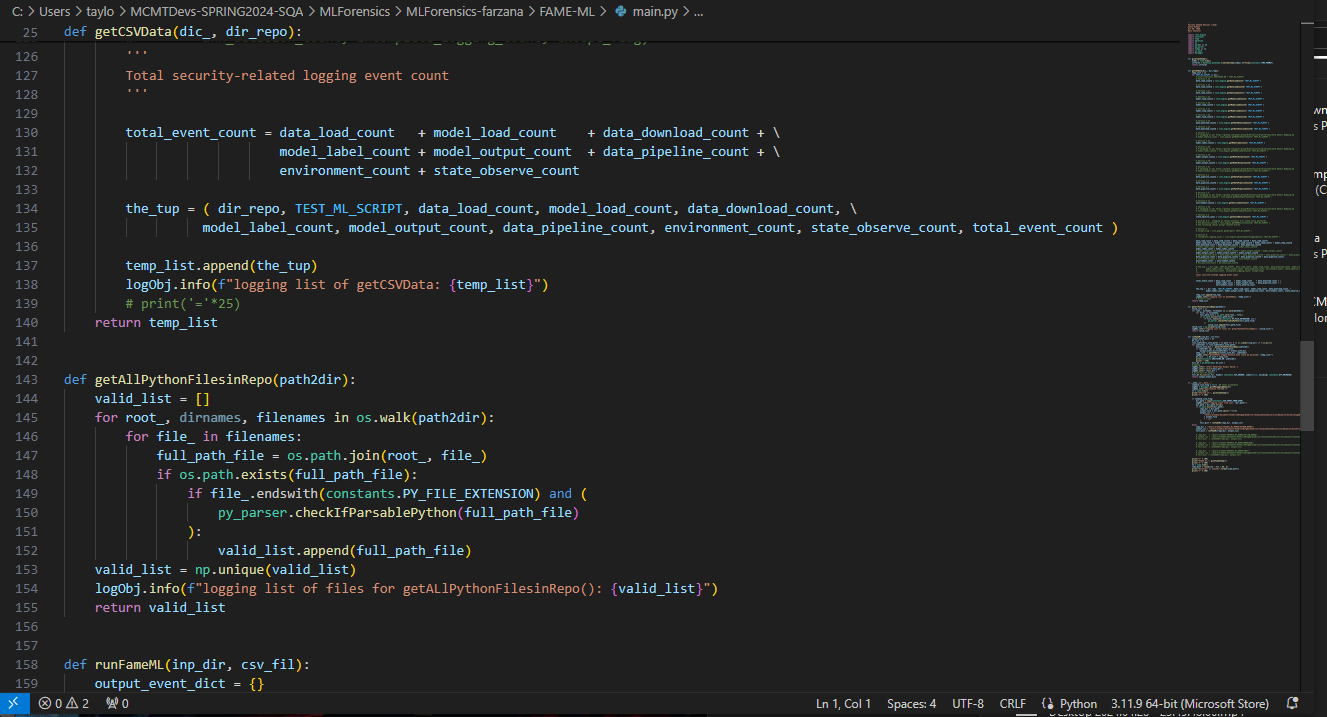 C: > Users > taylo > MCMTDevs-SPRING2024-SQA > MLForensics > MLForensics-farzana > FAME-ML > main.py > ...
25 def getCSVData(dic_, dir_repo):
126 '''
127 Total security-related logging event count
128 '''
129
130 total_event_count = data_load_count + model_load_count + data_download_count + \
131 model_label_count + model_output_count + data_pipeline_count + \
132 environment_count + state_observe_count
133
134 the_tup = ( dir_repo, TEST_ML_SCRIPT, data_load_count, model_load_count, data_download_count, \
135 model_label_count, model_output_count, data_pipeline_count, environment_count, state_observe_count, total_event_count )
136
137 temp_list.append(the_tup)
138 logObj.info(f"logging list of getCSVData: {temp_list}")
139 # print('='*25)
140 return temp_list
141
142
143 def getAllPythonFilesinRepo(path2dir):
144 valid_list = []
145 for root_, dirnames, filenames in os.walk(path2dir):
146 for file_ in filenames:
147 full_path_file = os.path.join(root_, file_)
148 if os.path.exists(full_path_file):
149 if file_.endswith(constants.PY_FILE_EXTENSION) and (
150 py_parser.checkIfParsablePython(full_path_file)
151 ):
152 valid_list.append(full_path_file)
153 valid_list = np.unique(valid_list)
154 logObj.info(f"logging list of files for getALlPythonFilesinRepo(): {valid_list}")
155 return valid_list
156
157
158 def runFameML(inp_dir, csv_fil):
159 output_event_dict = {}
0 2 0 Ln 1, Col 1 Spaces: 4 UTF-8 CRLF Python 3.11.9 64-bit (Microsoft Store)